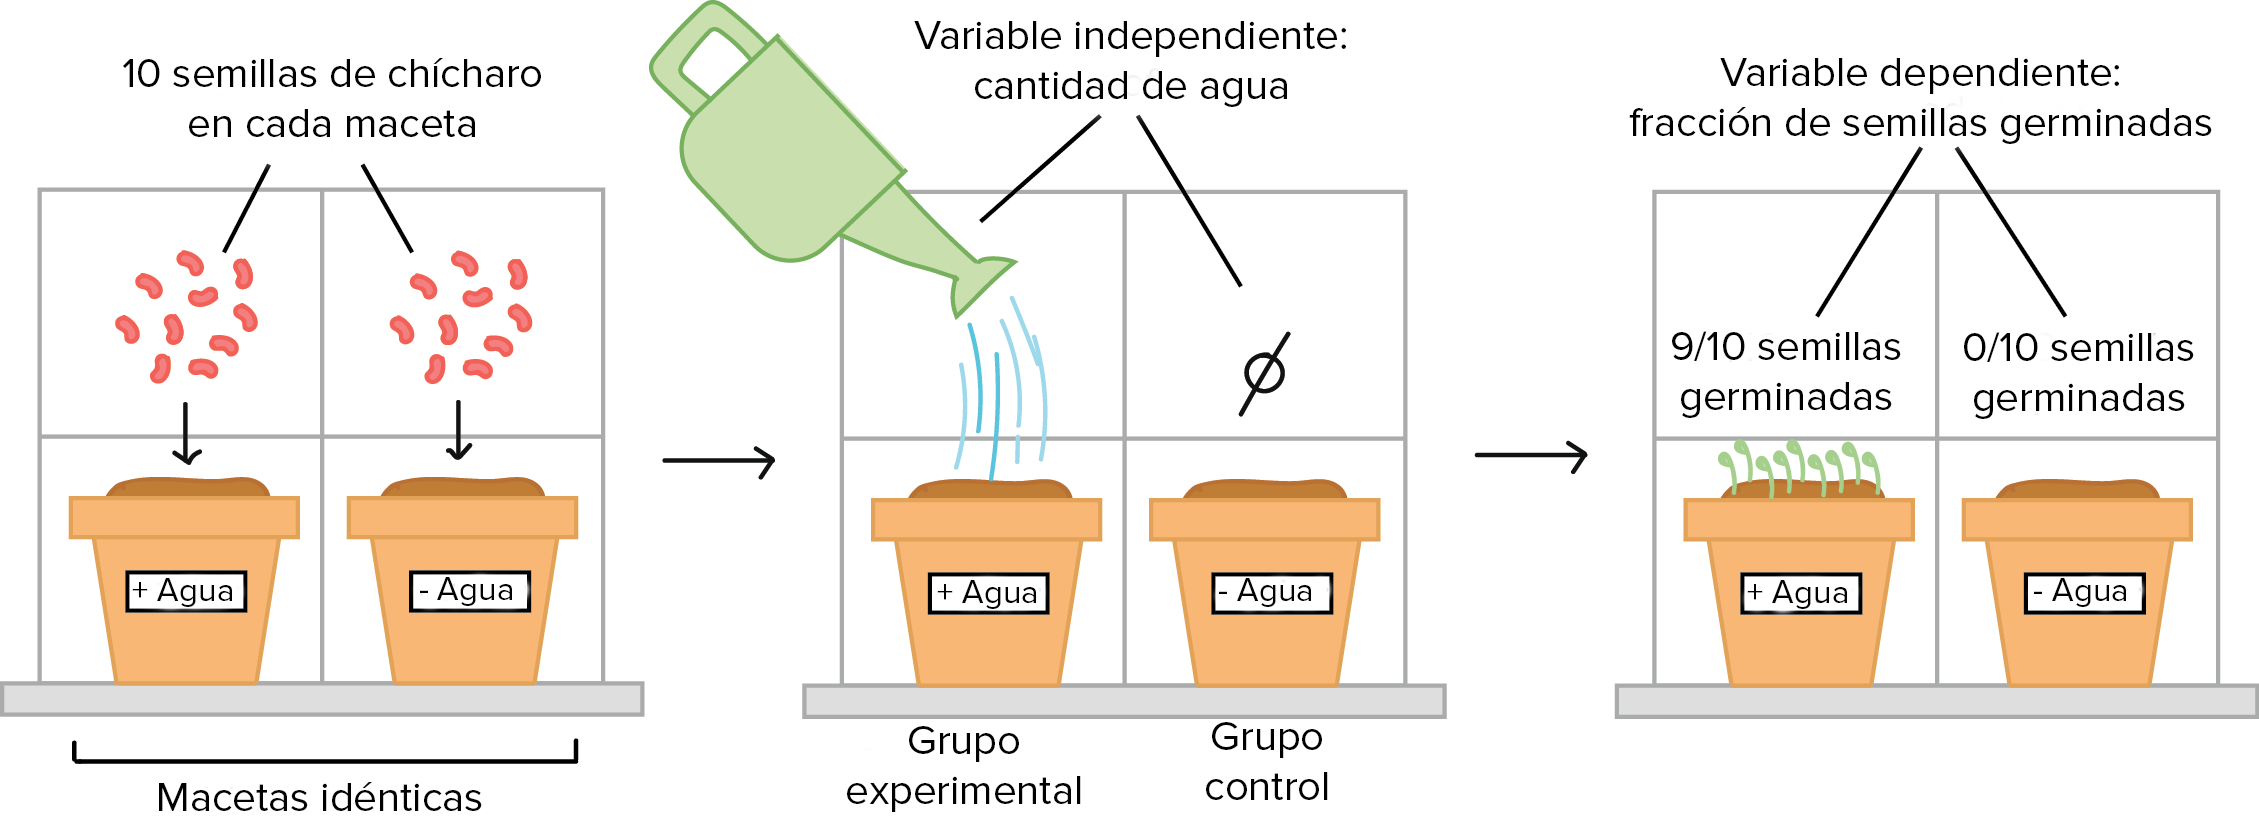 10 semillas de chícharo
en cada maceta
+ Agua
- Agua
Macetas idénticas
Variable independiente:
cantidad de agua
+ Agua
- Agua
Grupo
experimental
Grupo
control
Variable dependiente:
fracción de semillas germinadas
9/10 semillas
germinadas
0/10 semillas
germinadas
+ Agua
- Agua